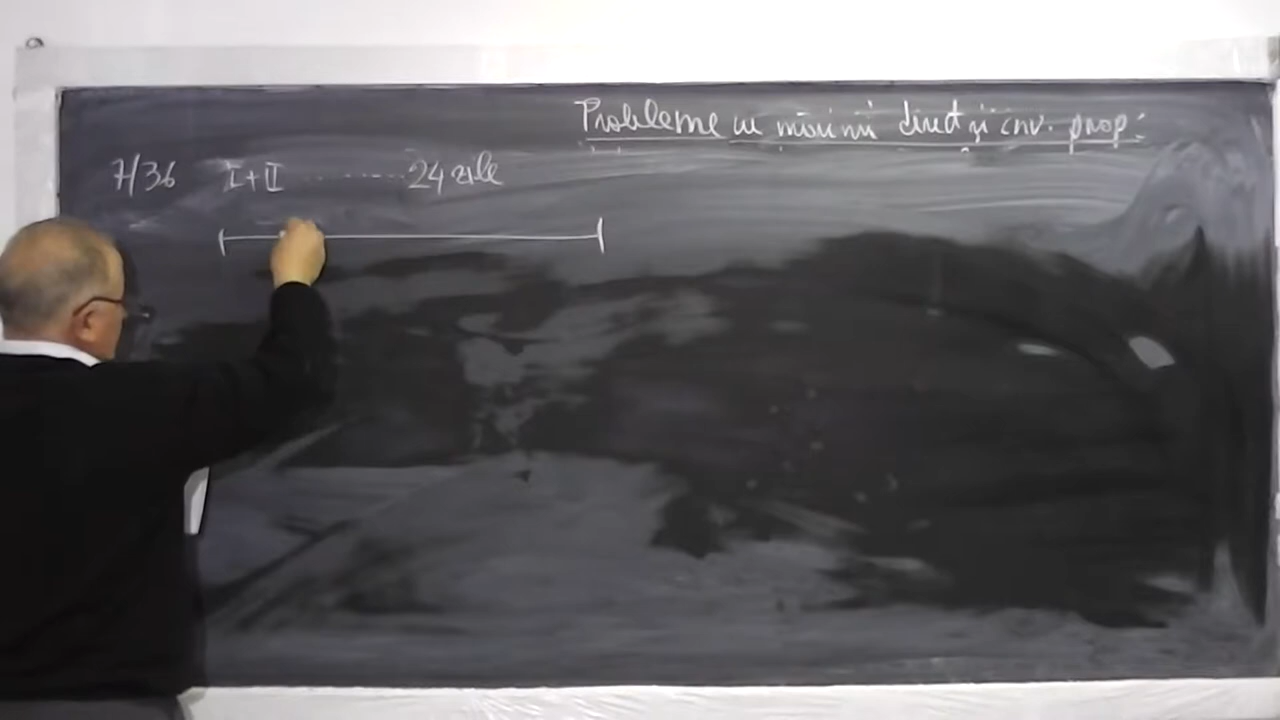 Probleme cu mărimi direct și inv. prop.
7/36 I+II ........ 24 zile